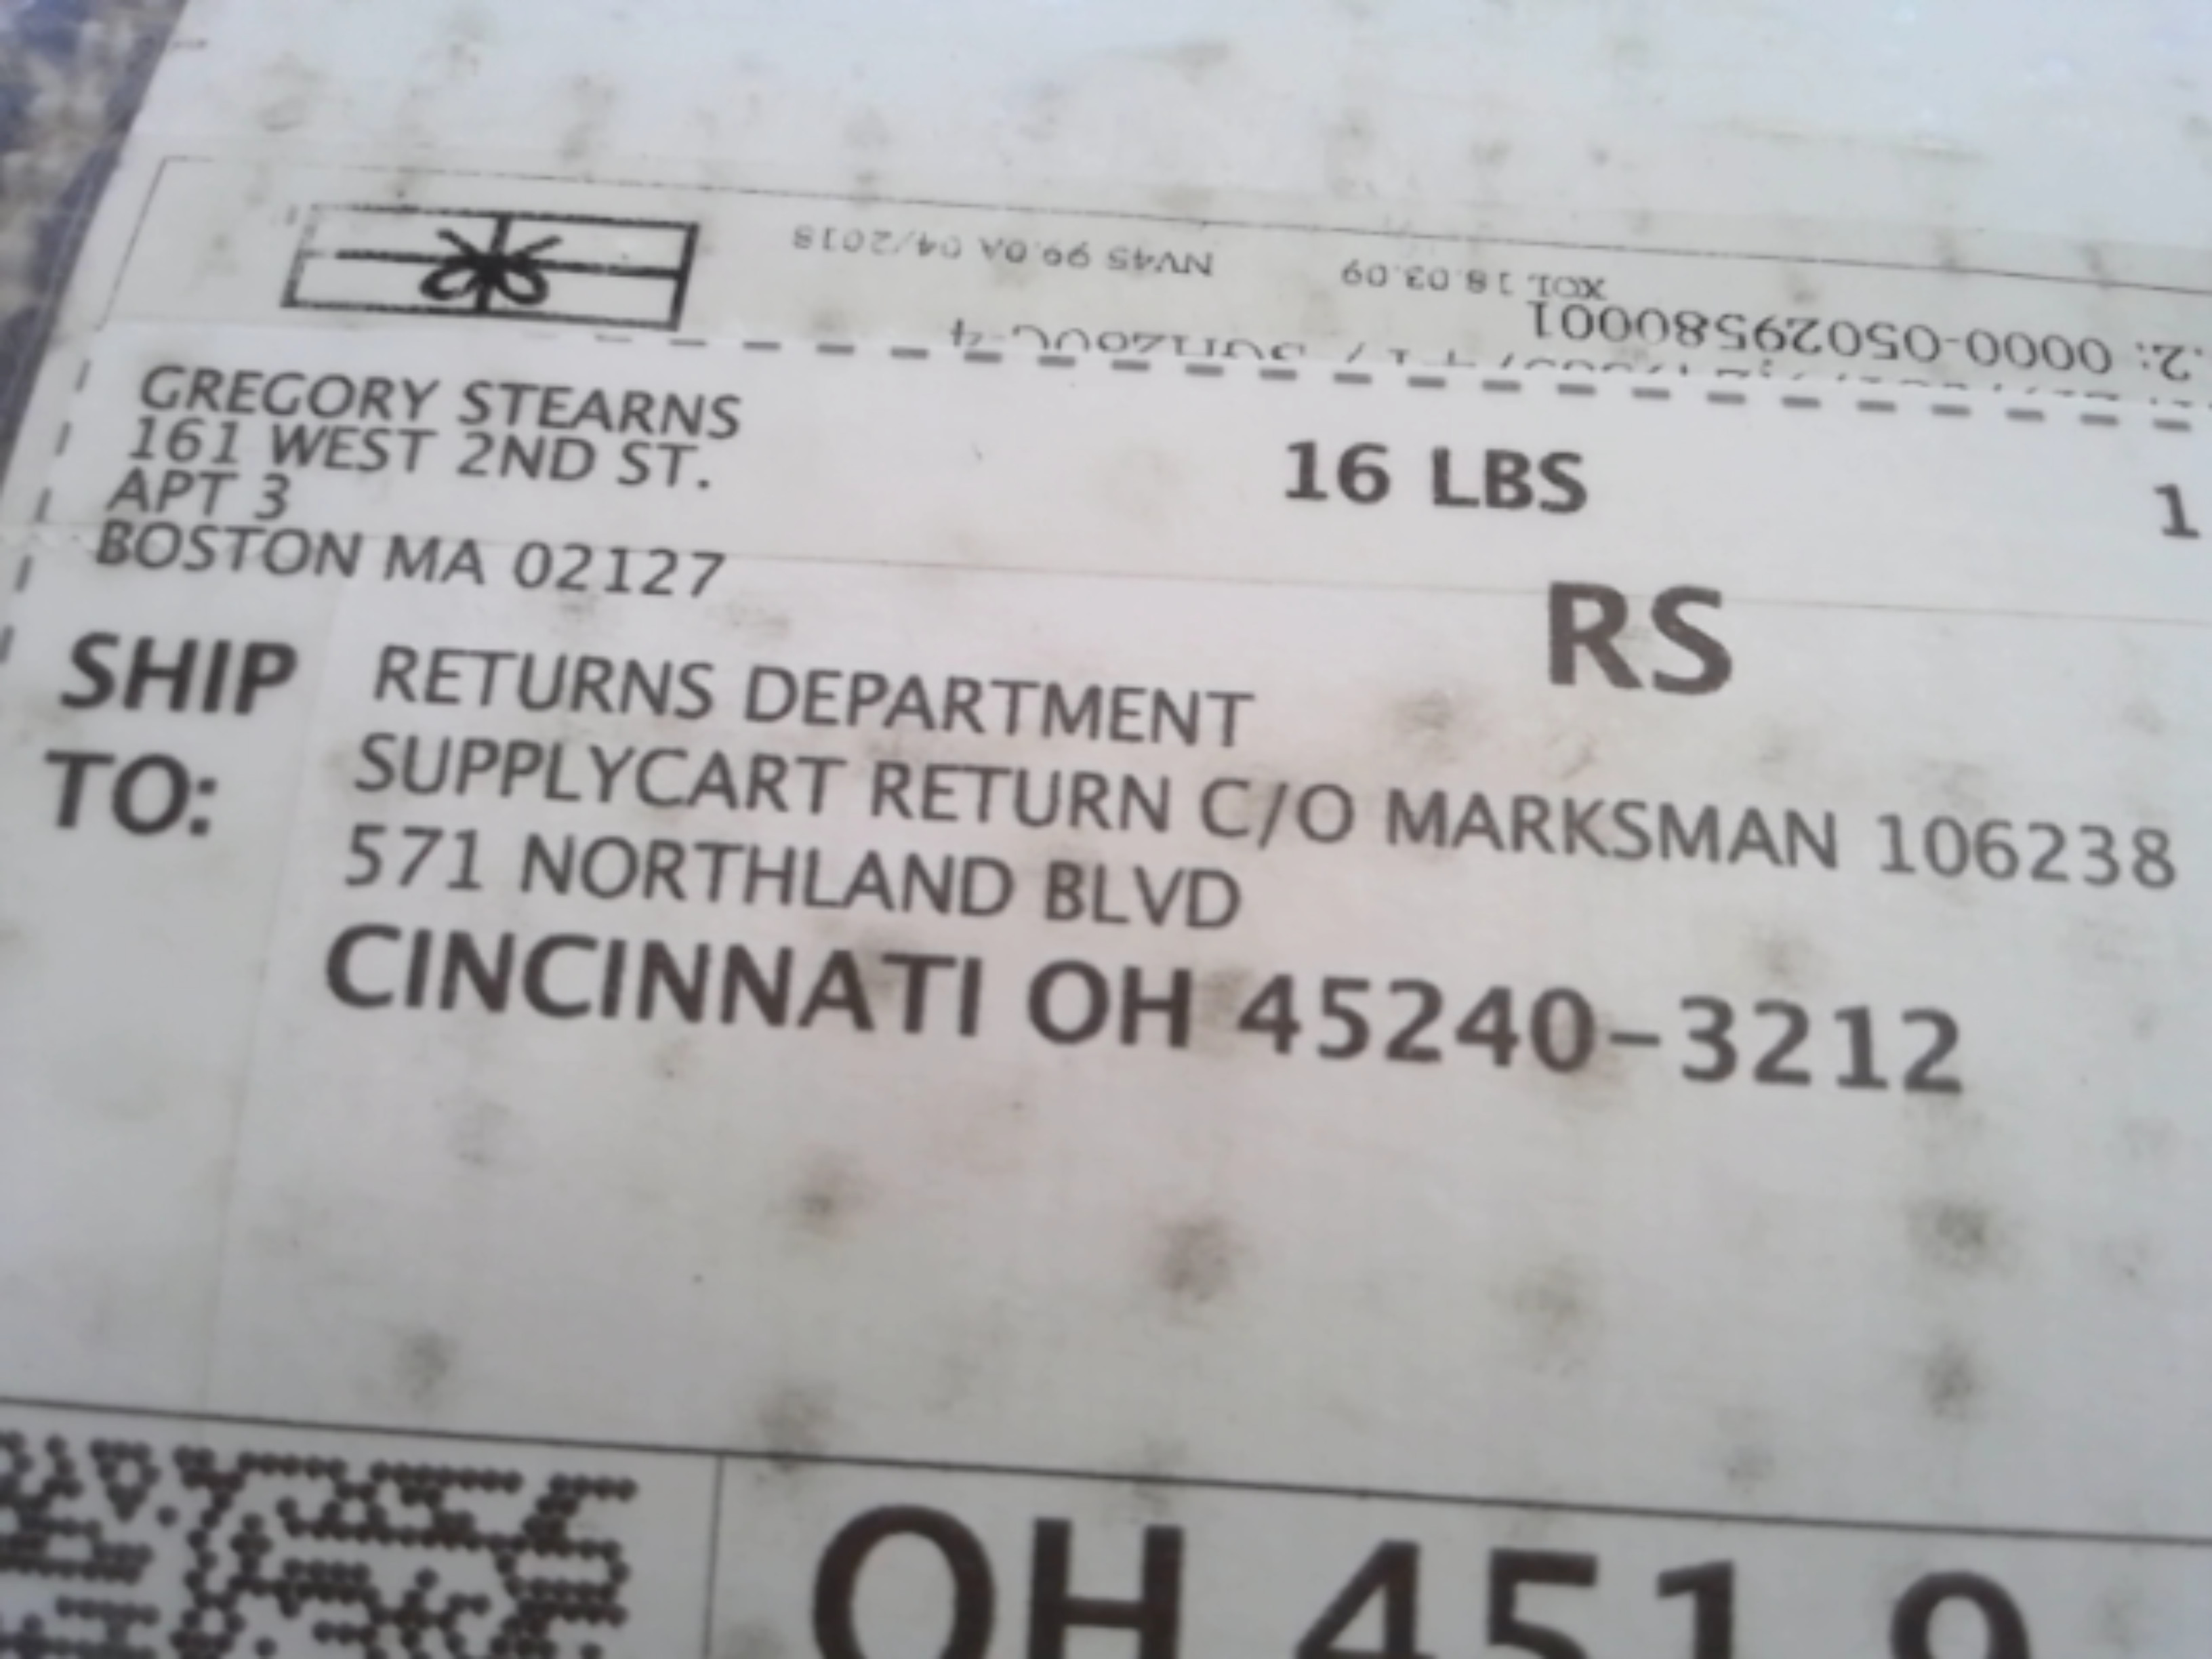 NV45 99.0A 04/2018
XOL 18.03.09
2: 0000-05029580001
GREGORY STEARNS
161 WEST 2ND ST.
APT 3
BOSTON MA 02127
16 LBS
1
RS
SHIP TO:
RETURNS DEPARTMENT
SUPPLYCART RETURN C/O MARKSMAN 106238
571 NORTHLAND BLVD
CINCINNATI OH 45240-3212
OH 451 9